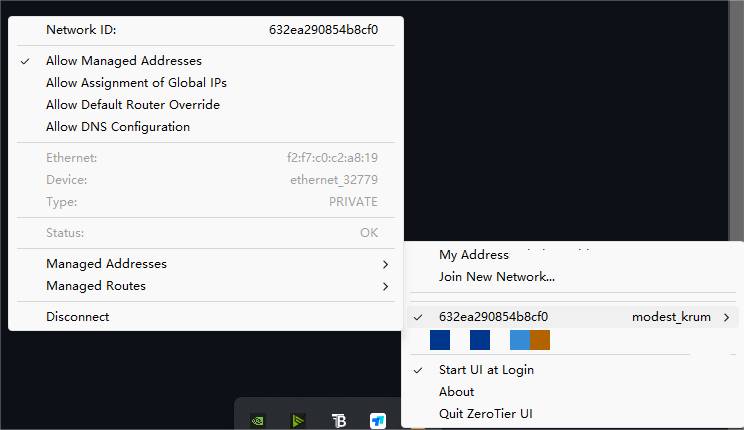 Network ID: 632ea290854b8cf0
Allow Managed Addresses
Allow Assignment of Global IPs
Allow Default Router Override
Allow DNS Configuration
Ethernet: f2:f7:c0:c2:a8:19
Device: ethernet_32779
Type: PRIVATE
Status: OK
Managed Addresses
Managed Routes
Disconnect
My Address
Join New Network...
632ea290854b8cf0 modest_krum
Start UI at Login
About
Quit ZeroTier UI